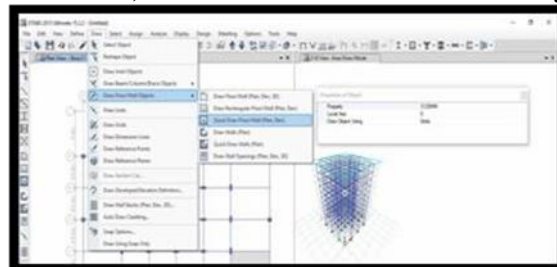 File Edit View Define Draw Select Assign Analyze Display Design Detailing Options Tools Help
Select Object
Reshape Object
Draw Joint Objects
Draw Beam/Column/Brace Objects
Draw Floor/Wall Objects
Draw Floor/Wall (Plan, Elev, 3D)
Draw Rectangular Floor/Wall (Plan, Elev)
Quick Draw Floor/Wall (Plan, Elev)
Draw Walls (Plan)
Quick Draw Walls (Plan)
Draw Wall Openings (Plan, Elev, 3D)
Draw Links
Draw Grids
Draw Dimension Lines
Draw Reference Points
Draw Reference Planes
Draw Section Cut...
Draw Developed Elevation Definition...
Draw Wall Stacks (Plan, Elev, 3D)...
Auto Draw Cladding...
Snap Options...
Draw Using Snap Only
Properties of Object
Property
Local Axis
0
Draw Object Using